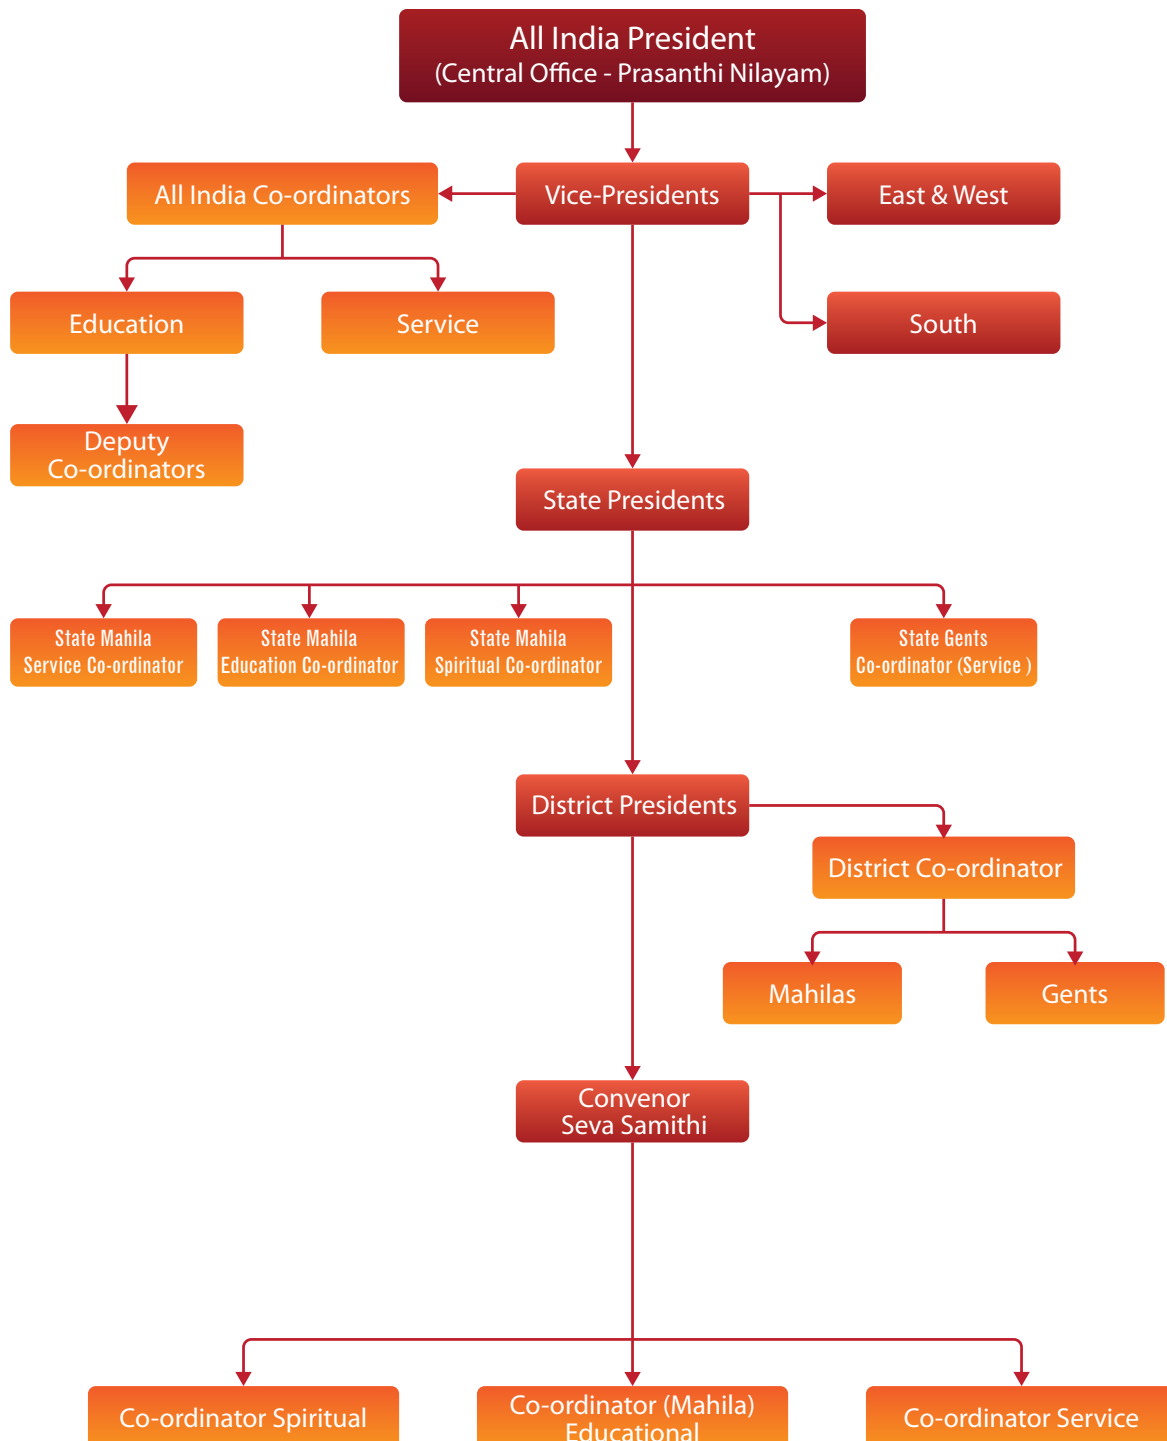 All India President
(Central Office - Prasanthi Nilayam)
All India Co-ordinators
Vice-Presidents
East & West
Education
Service
South
Deputy
Co-ordinators
State Presidents
State Mahila
Service Co-ordinator
State Mahila
Education Co-ordinator
State Mahila
Spiritual Co-ordinator
State Gents
Co-ordinator (Service )
District Presidents
District Co-ordinator
Mahilas
Gents
Convenor
Seva Samithi
Co-ordinator Spiritual
Co-ordinator (Mahila)
Educational
Co-ordinator Service